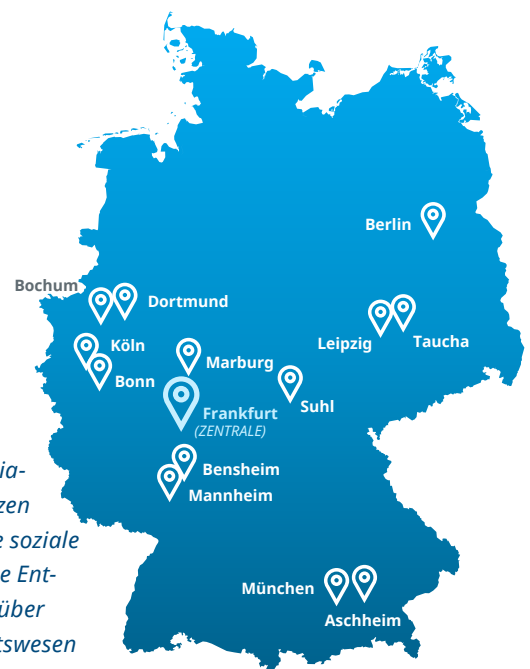 Berlin
Bochum
Dortmund
Leipzig
Taucha
Köln
Marburg
Bonn
Suhl
Frankfurt
(ZENTRALE)
Bensheim
Mannheim
ia-
zen
e soziale
e Ent-
über
tswesen
München
Aschheim